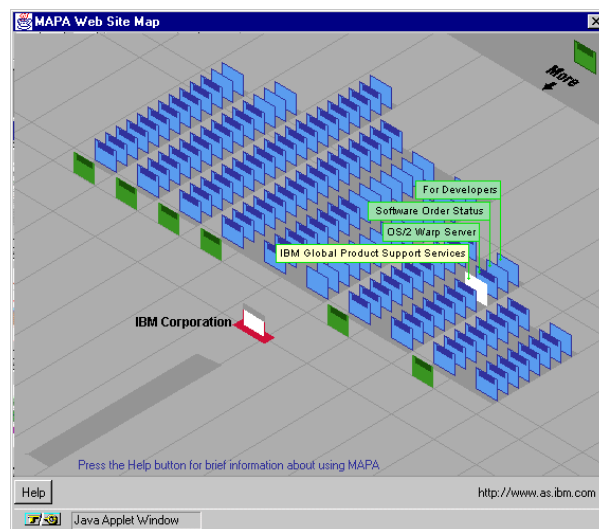 MAPA Web Site Map
More
For Developers
Software Order Status
OS/2 Warp Server
IBM Global Product Support Services
IBM Corporation
Press the Help button for brief information about using MAPA
Help
http://www.as.ibm.com
Java Applet Window